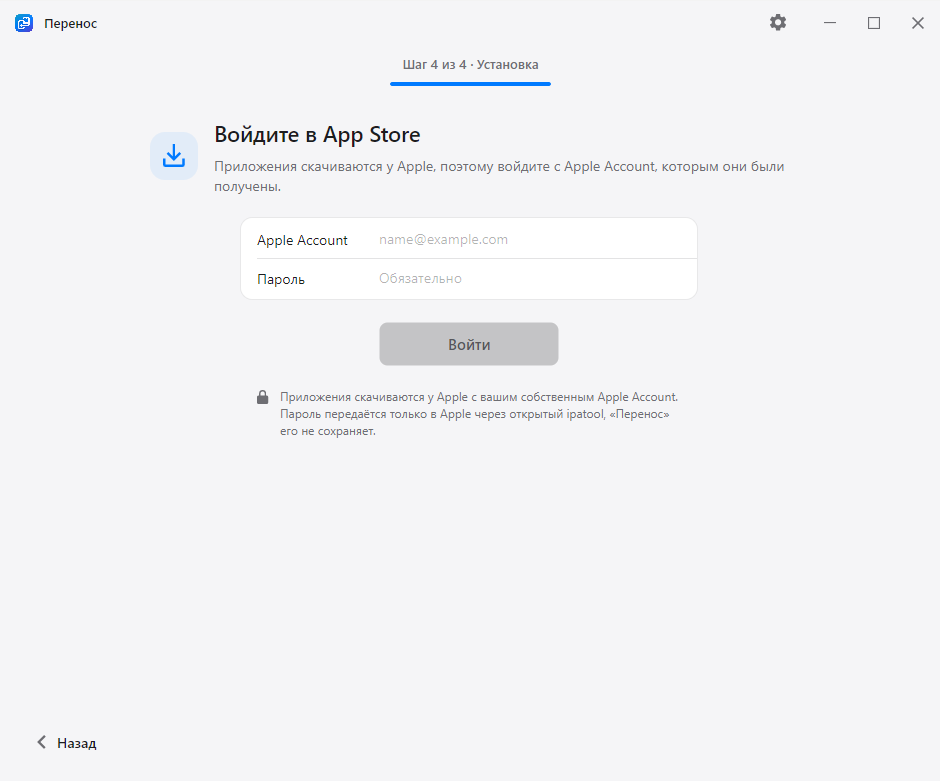 Перенос
Шаг 4 из 4 · Установка
Войдите в App Store
Приложения скачиваются у Apple, поэтому войдите с Apple Account, которым они были
получены.
Apple Account name@example.com
Пароль Обязательно
Войти
Приложения скачиваются у Apple с вашим собственным Apple Account.
Пароль передаётся только в Apple через открытый ipatool, «Перенос»
его не сохраняет.
Назад